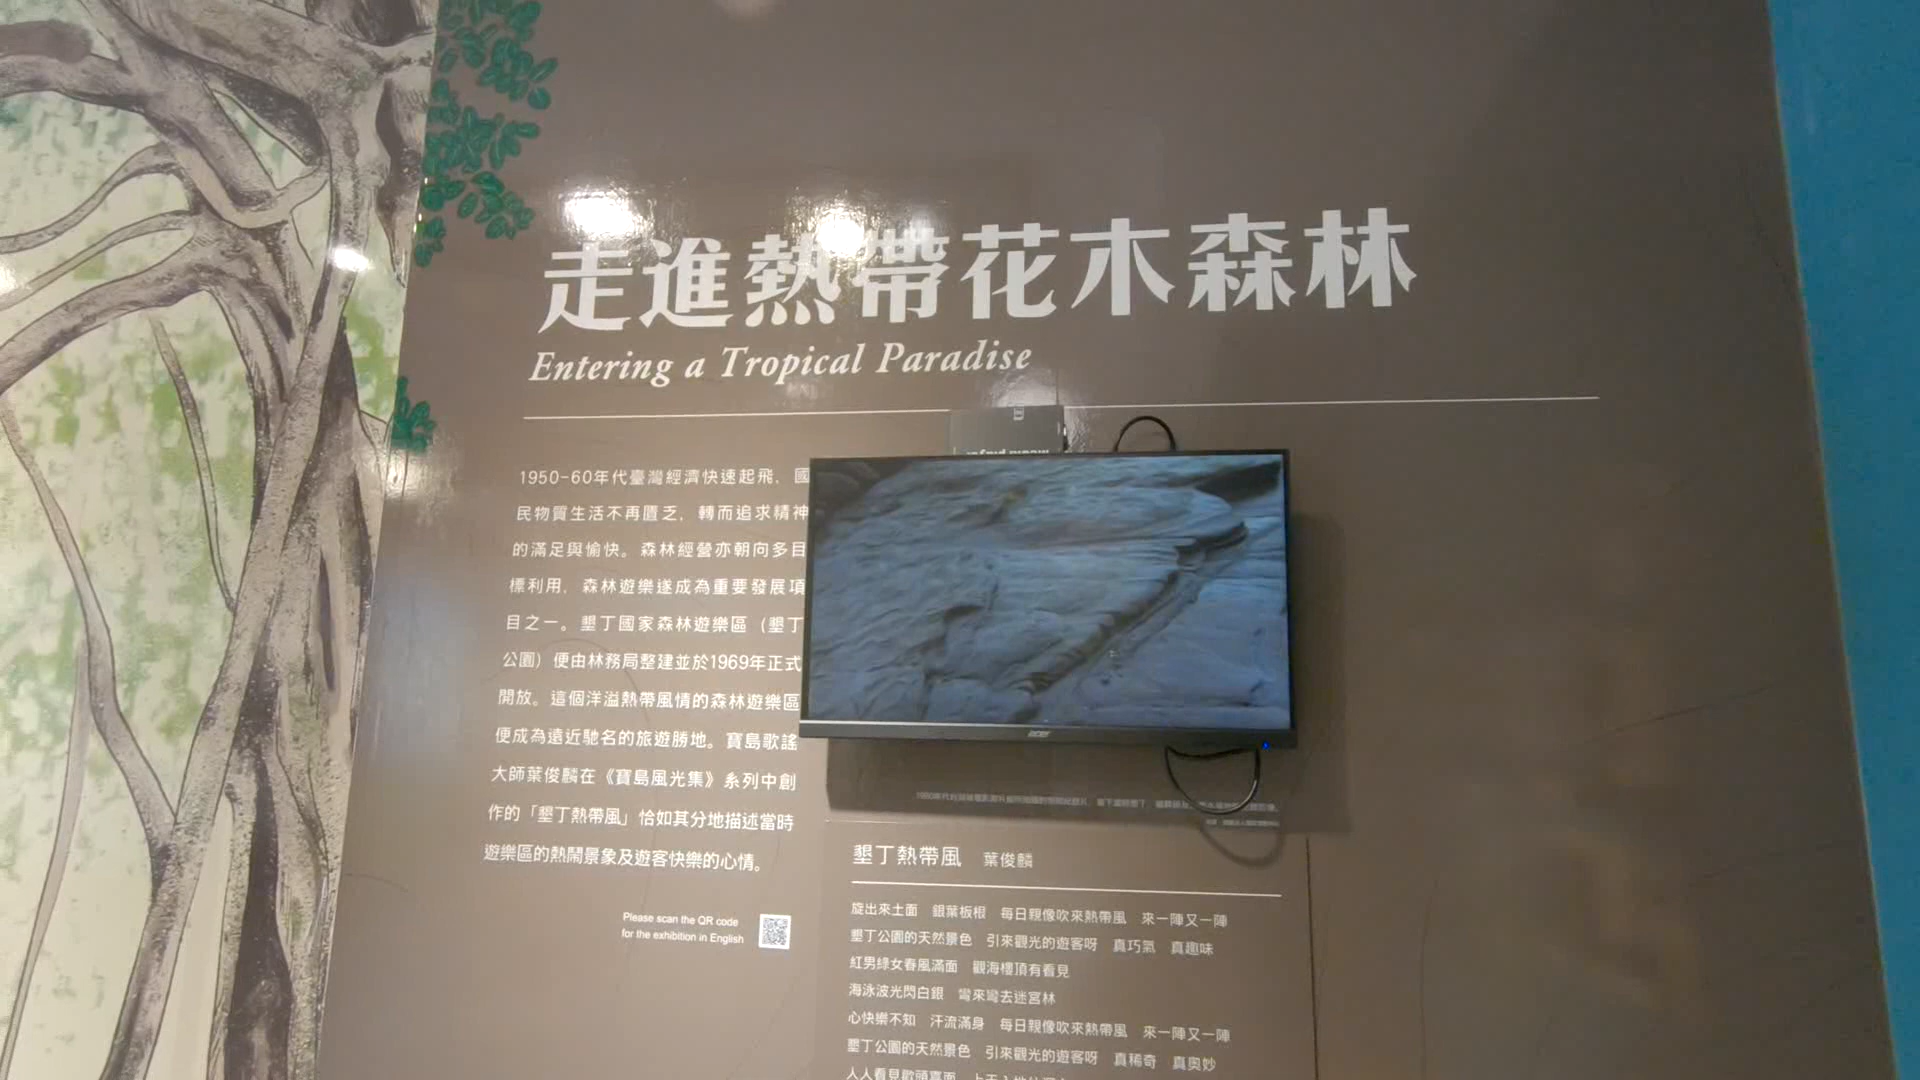 走進熱帶花木森林
Entering a Tropical Paradise
1950-60年代臺灣經濟快速起飛，國
民物質生活不再匱乏，轉而追求精神
的滿足與愉快。森林經營亦朝向多目
標利用，森林遊樂遂成為重要發展項
目之一。墾丁國家森林遊樂區（墾丁
公園）便由林務局整建並於1969年正式
開放。這個洋溢熱帶風情的森林遊樂區
便成為遠近馳名的旅遊勝地。寶島歌謠
大師葉俊麟在《寶島風光集》系列中創
作的「墾丁熱帶風」恰如其分地描述當時
遊樂區的熱鬧景象及遊客快樂的心情。
Please scan the QR code
for the exhibition in English
acer
墾丁熱帶風 葉俊麟
旋出來土面 銀葉板根 每日親像吹來熱帶風 來一陣又一陣
墾丁公園的天然景色 引來觀光的遊客呀 真巧氣 真趣味
紅男綠女春風滿面 觀海樓頂有看見
海泳波光閃白銀 彎來彎去迷宮林
心快樂不知 汗流滿身 每日親像吹來熱帶風 來一陣又一陣
墾丁公園的天然景色 引來觀光的遊客呀 真稀奇 真奧妙
人人看見歡頭喜面